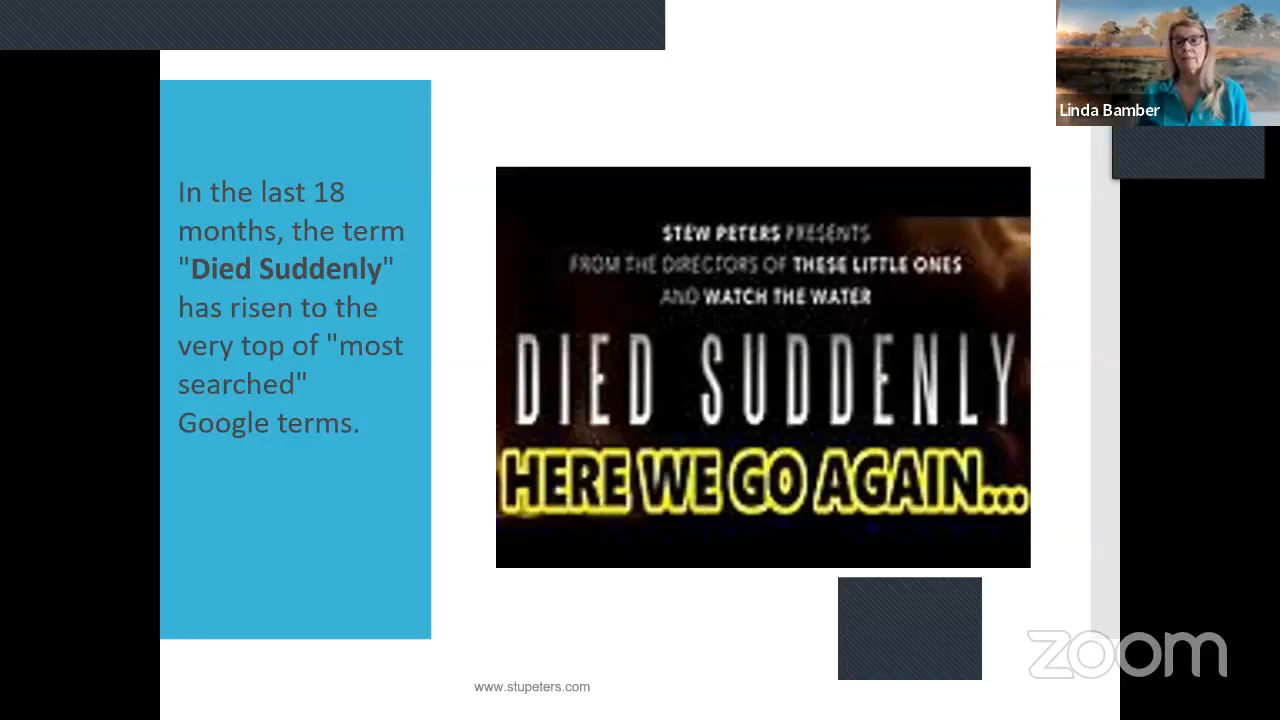 Linda Bamber
In the last 18
months, the term
"Died Suddenly"
has risen to the
very top of "most
searched"
Google terms.
STEW PETERS PRESENTS
FROM THE DIRECTORS OF THESE LITTLE ONES
AND WATCH THE WATER
DIED SUDDENLY
HERE WE GO AGAIN...
www.stupeters.com
zoom